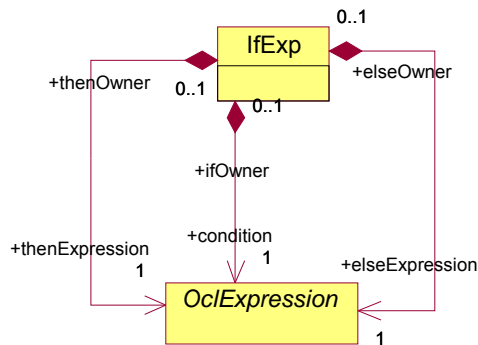 0..1
IfExp
+thenOwner
+elseOwner
0..1
0..1
+ifOwner
+condition
+thenExpression
1
1
+elseExpression
OclExpression
1